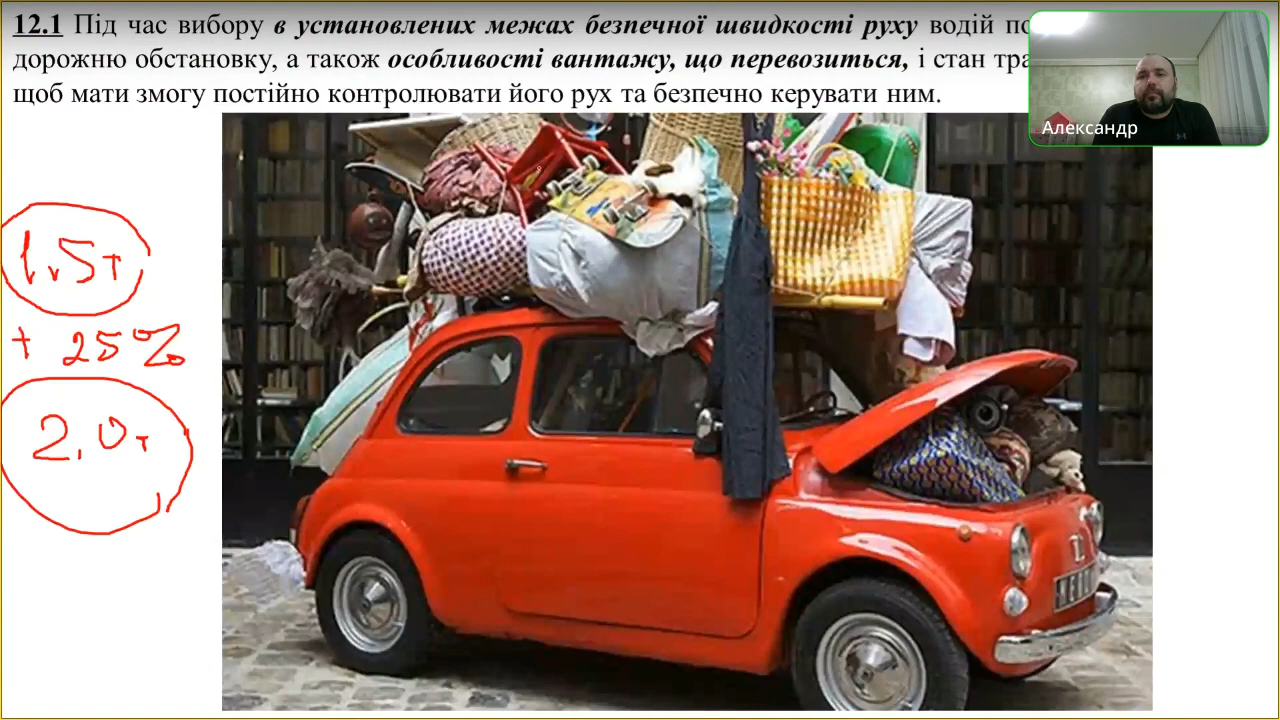 12.1 Під час вибору в установлених межах безпечної швидкості руху водій по
дорожню обстановку, а також особливості вантажу, що перевозиться, і стан тра
щоб мати змогу постійно контролювати його рух та безпечно керувати ним.
Александр
1,5т
+ 25%
2,0т